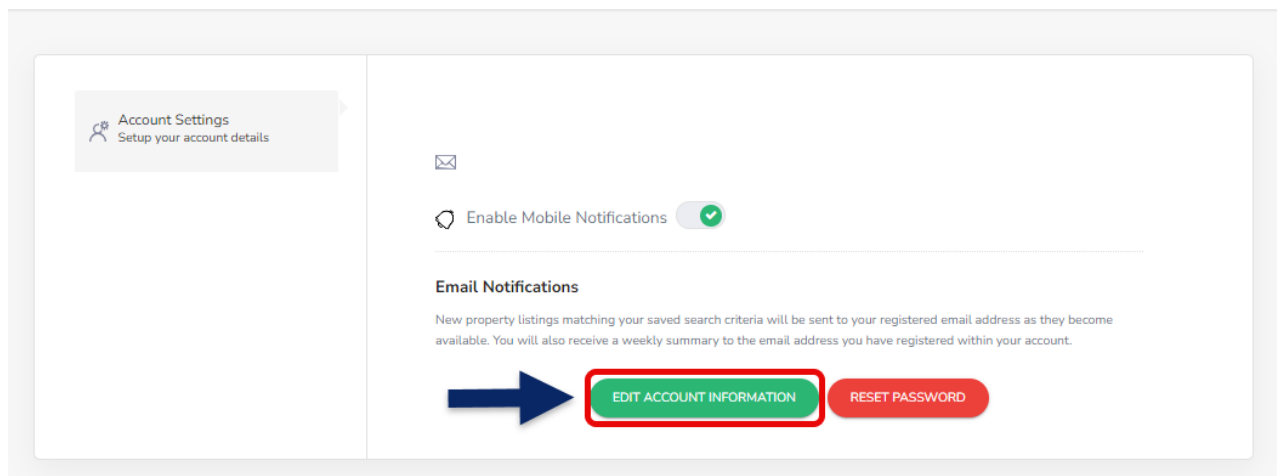 Account Settings
Setup your account details
Enable Mobile Notifications
Email Notifications
New property listings matching your saved search criteria will be sent to your registered email address as they become
available. You will also receive a weekly summary to the email address you have registered within your account.
EDIT ACCOUNT INFORMATION
RESET PASSWORD